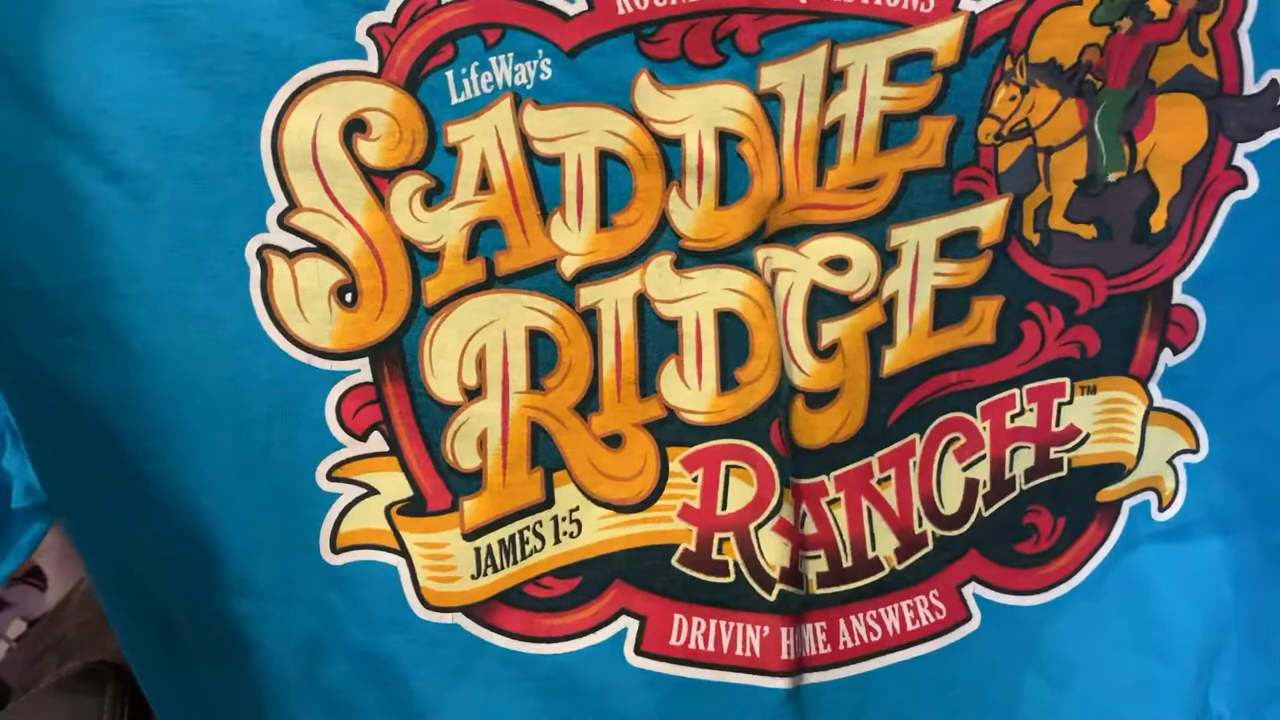 LifeWay's
SADDLE
RIDGE
RANCH™
JAMES 1:5
DRIVIN' HOME ANSWERS